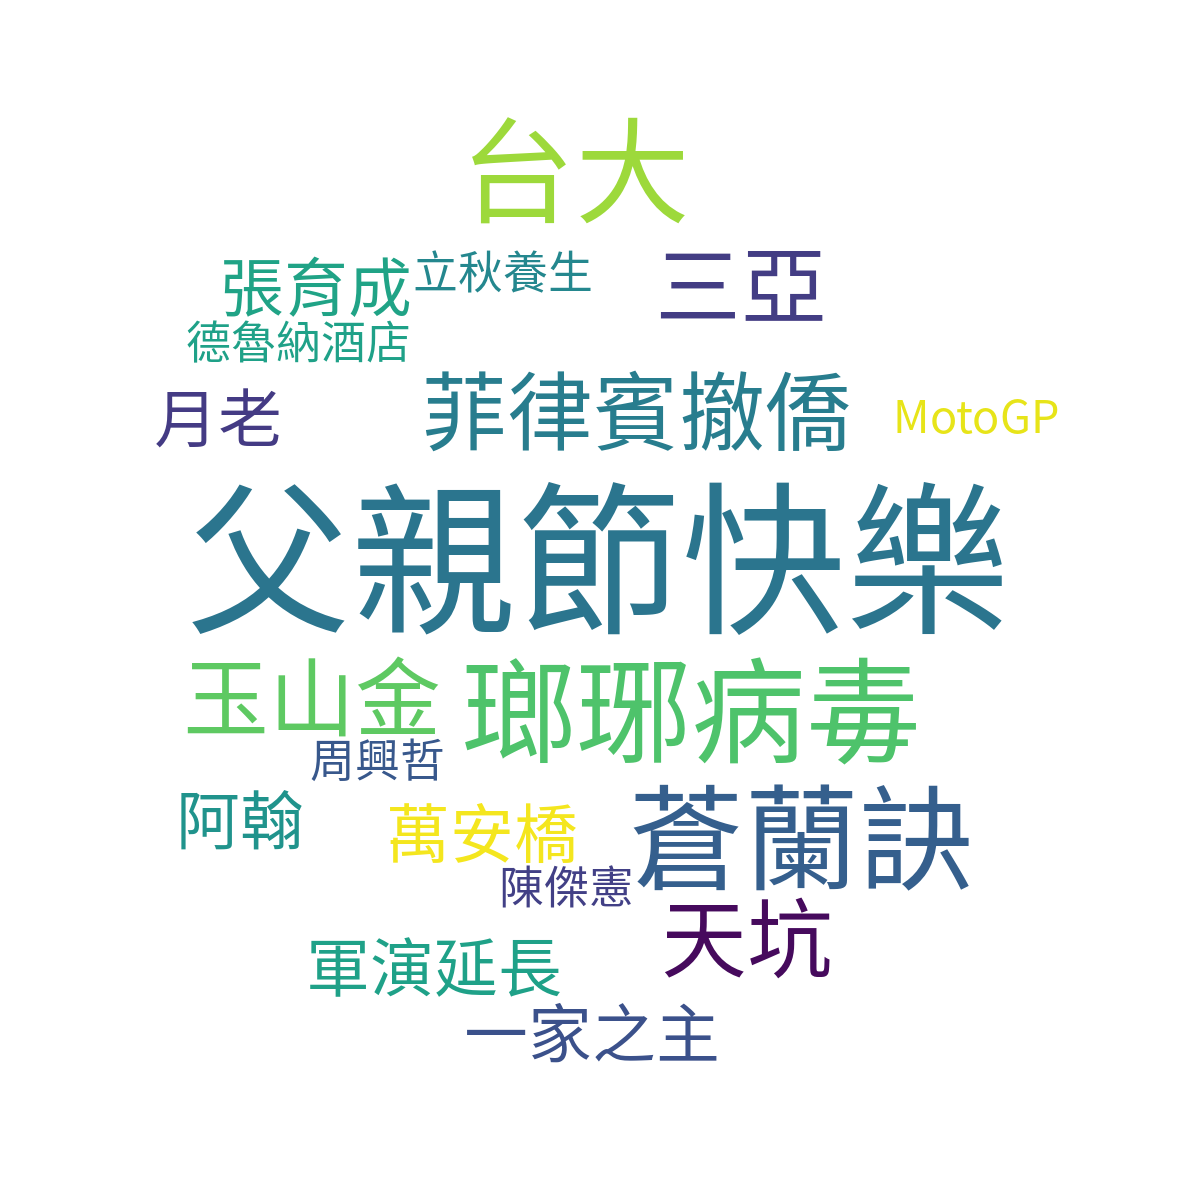 台大
張育成
立秋養生
三亞
德魯納酒店
月老
菲律賓撤僑
MotoGP
父親節快樂
玉山金
瑯琊病毒
周興哲
阿翰
萬安橋
蒼蘭訣
陳傑憲
天坑
軍演延長
一家之主